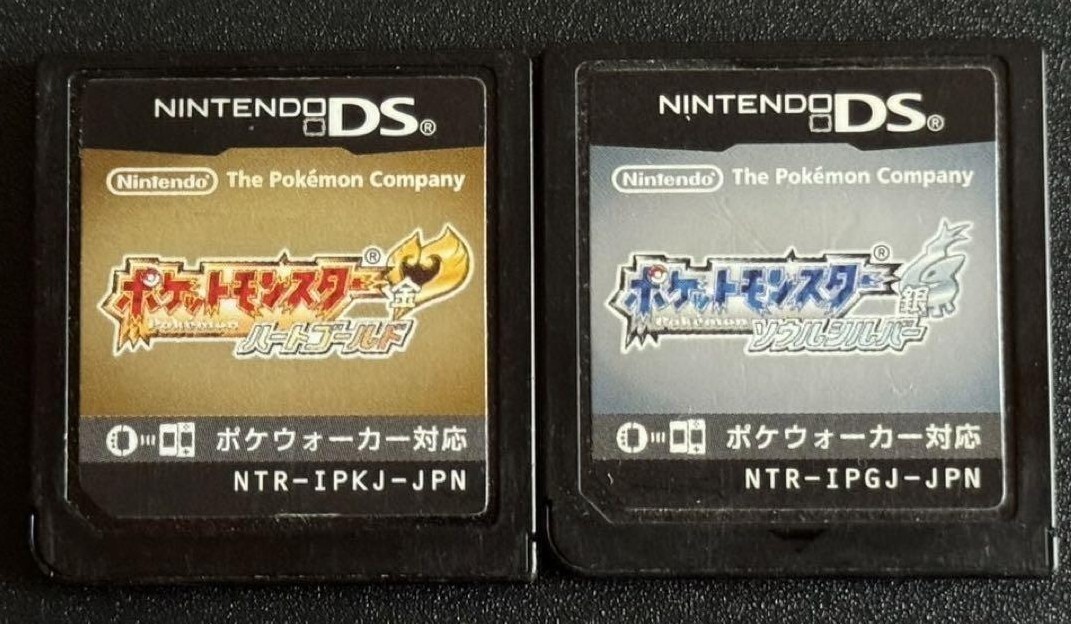 NINTENDO DS®
Nintendo® The Pokémon Company
ポケットモンスター®
金
Pokémon
ハートゴールド
ポケウォーカー対応
NTR-IPKJ-JPN
NINTENDO DS®
Nintendo® The Pokémon Company
ポケットモンスター®
銀
Pokémon
ソウルシルバー
ポケウォーカー対応
NTR-IPGJ-JPN